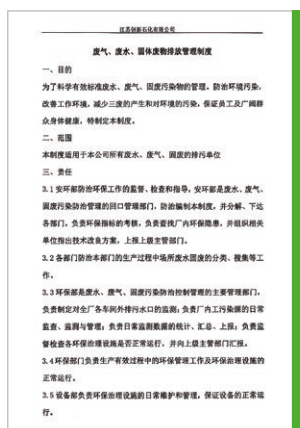 江苏创新石化有限公司
废气、废水、固体废物排放管理制度
一、目的
为了科学有效标准废水、废气、固废污染物的管理。防治环境污染,
改善工作环境。减少三废的产生和对环境的污染,保证员工及广阔群
众身体健康,特制定本制度。
二、范围
本制度适用于本公司所有废水、废气、固废的排污单位
三、责任
3.1安环部防治环保工作的监督、检查和指导。安环部是废水、废气、
固废污染防治管理的回口管理部门,防治编制本制度,并分解、下达
各部门,负责环保指标的考核,负责查找厂内环保隐患,并组织相关
单位指出技术改良方案,上报上级主管部门。
3.2各部门防治本部门的生产过程中场所废水固废的分类、搜集等工
作。
3.3环保部是废水、废气、固废污染防治控制管理的主要管理部门,
负责制定对全厂各车间外排污水口的监测;负责厂内工污染源的日常
监查、监测与管理;负责日常监测数据的统计、汇总、上报;负责监
督检查各环保治理设施是否正常运行,并向上级主管部门汇报。
3.4环保部门负责生产有效过程中的环保管理工作及环保治理设施的
正常运行。
3.5设备部负责环保治理设施的日常维护和管理,保证设备的正常运
行。